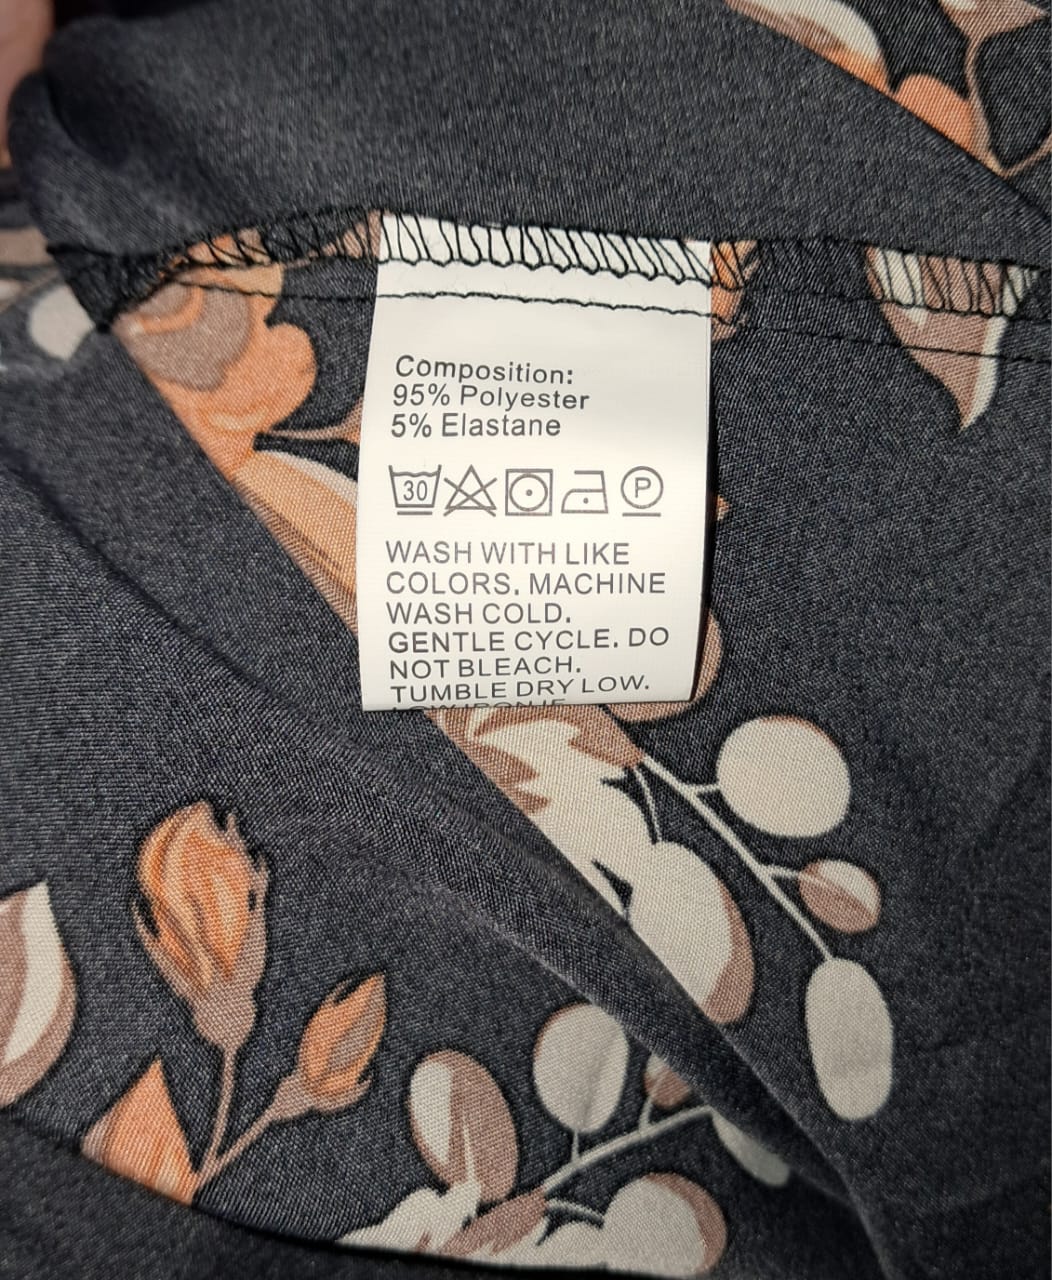 Composition:
95% Polyester
5% Elastane
30 P
WASH WITH LIKE
COLORS. MACHINE
WASH COLD.
GENTLE CYCLE. DO
NOT BLEACH.
TUMBLE DRY LOW.